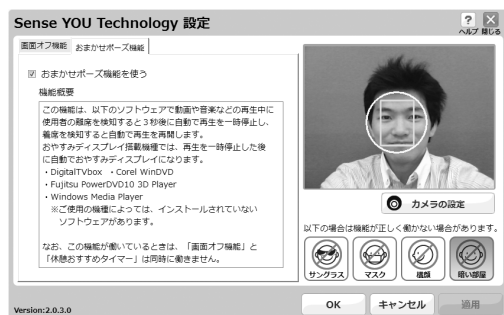 Sense YOU Technology 設定
ヘルプ 閉じる
画面オフ機能 おまかせポーズ機能
おまかせポーズ機能を使う
機能概要
この機能は、以下のソフトウェアで動画や音楽などの再生中に
使用者の離席を検知すると３秒後に自動で再生を一時停止し、
着席を検知すると自動で再生を再開します。
おやすみディスプレイ搭載機種では、再生を一時停止した後
に自動でおやすみディスプレイになります。
・DigitalTVbox ・Corel WinDVD
・Fujitsu PowerDVD10 3D Player
・Windows Media Player
※ご使用の機種によっては、インストールされていない
ソフトウェアがあります。
なお、この機能が働いているときは、「画面オフ機能」と
「休憩おすすめタイマー」は同時に働きません。
カメラの設定
以下の場合は機能が正しく働かない場合があります。
サングラス マスク 横顔 暗い部屋
Version:2.0.3.0
OK キャンセル 適用